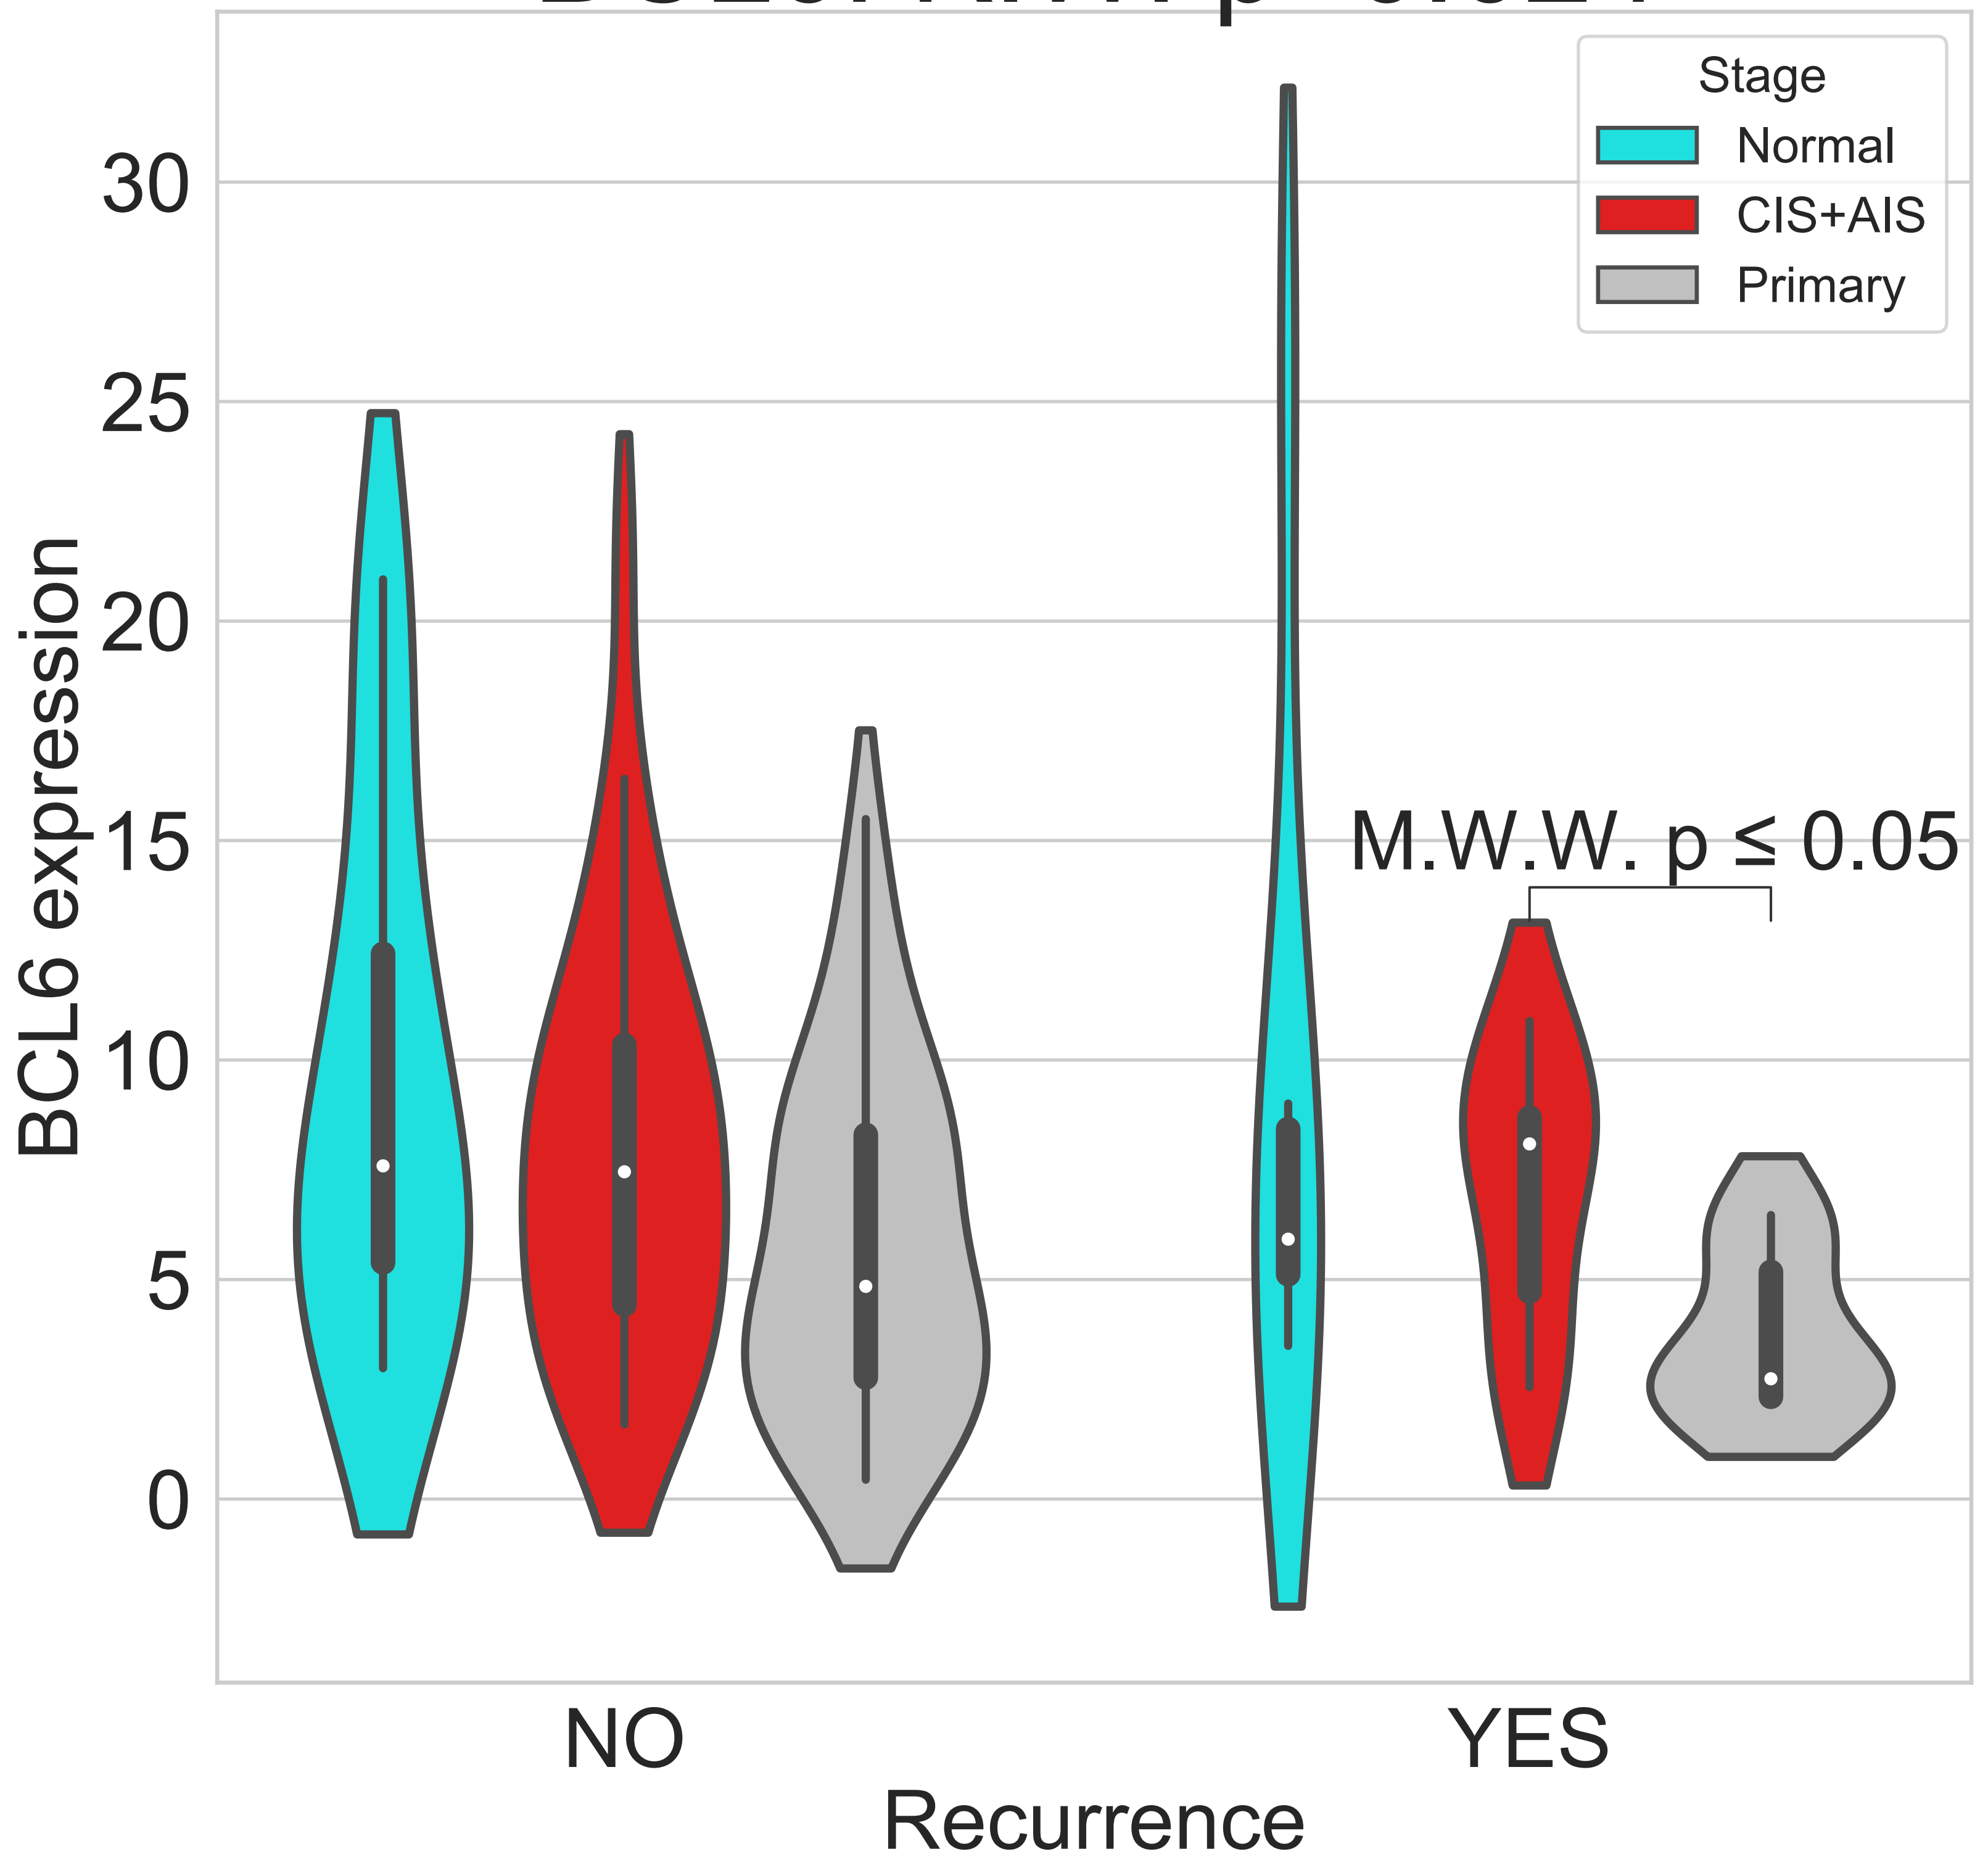 Stage
Normal
CIS+AIS
Primary
30
25
20
15
10
5
0
BCL6 expression
M.W.W. p ≤ 0.05
NO
YES
Recurrence